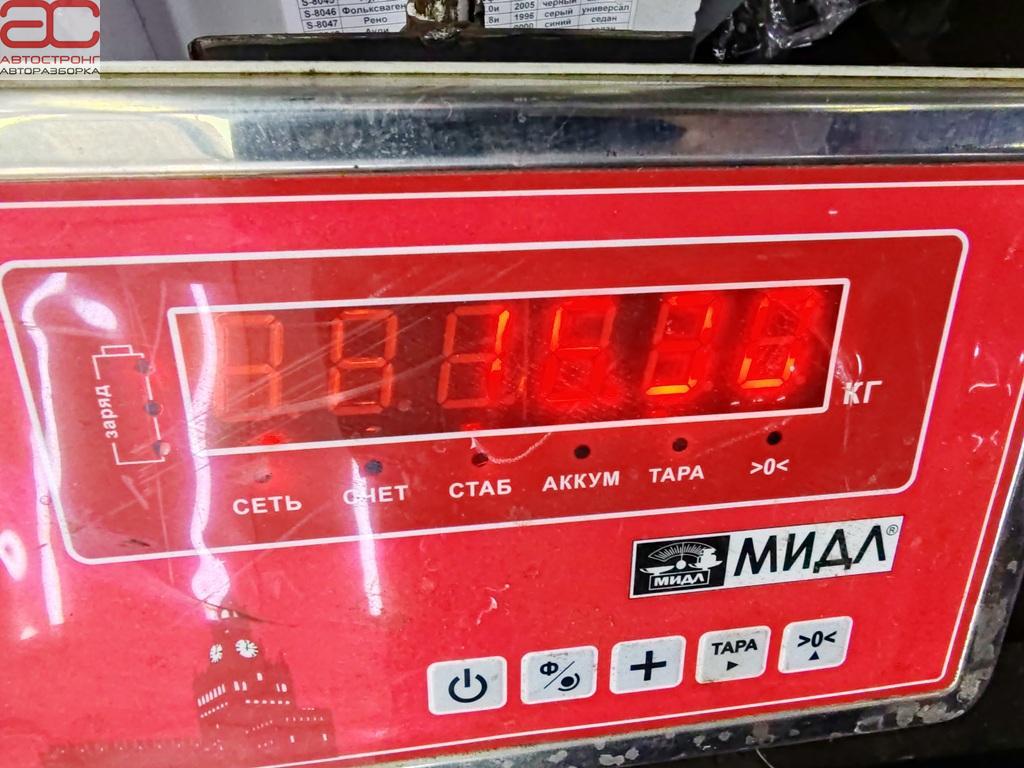 S-8046 Фольксваген
S-8047 Рено
2005 черный
1996 серый универсал
синий седан
АС
АВТОСТРОНГ
АВТОРАЗБОРКА
заряд
кг
СЕТЬ СЧЕТ СТАБ АККУМ ТАРА >0<
МИДЛ МИДЛ®
Ф ТАРА >0<